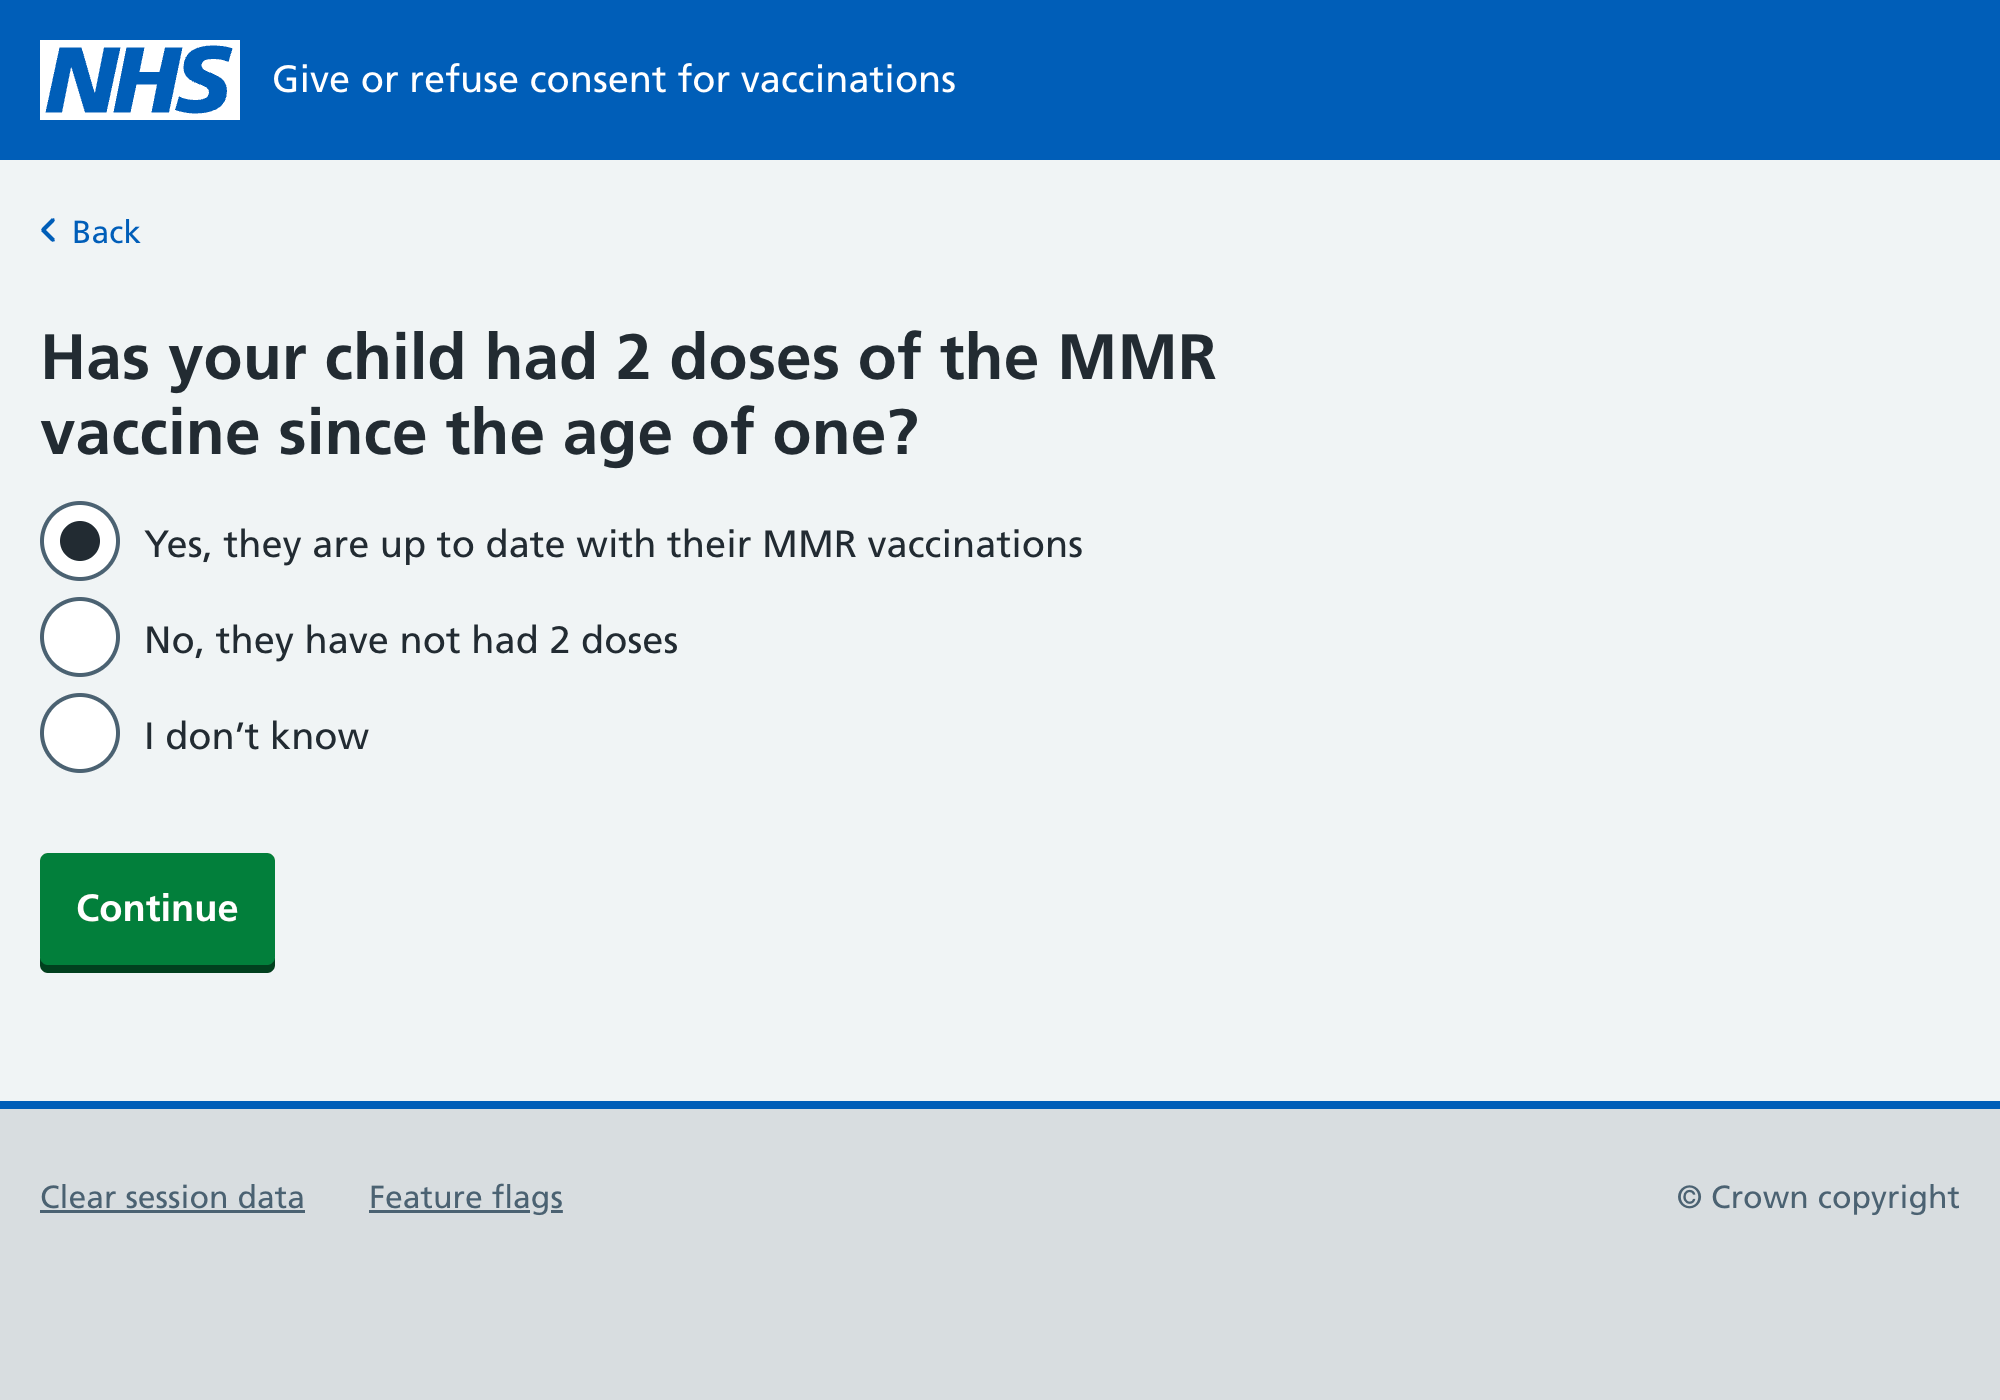 NHS Give or refuse consent for vaccinations
Back
Has your child had 2 doses of the MMR
vaccine since the age of one?
Yes, they are up to date with their MMR vaccinations
No, they have not had 2 doses
I don’t know
Continue
Clear session data Feature flags © Crown copyright